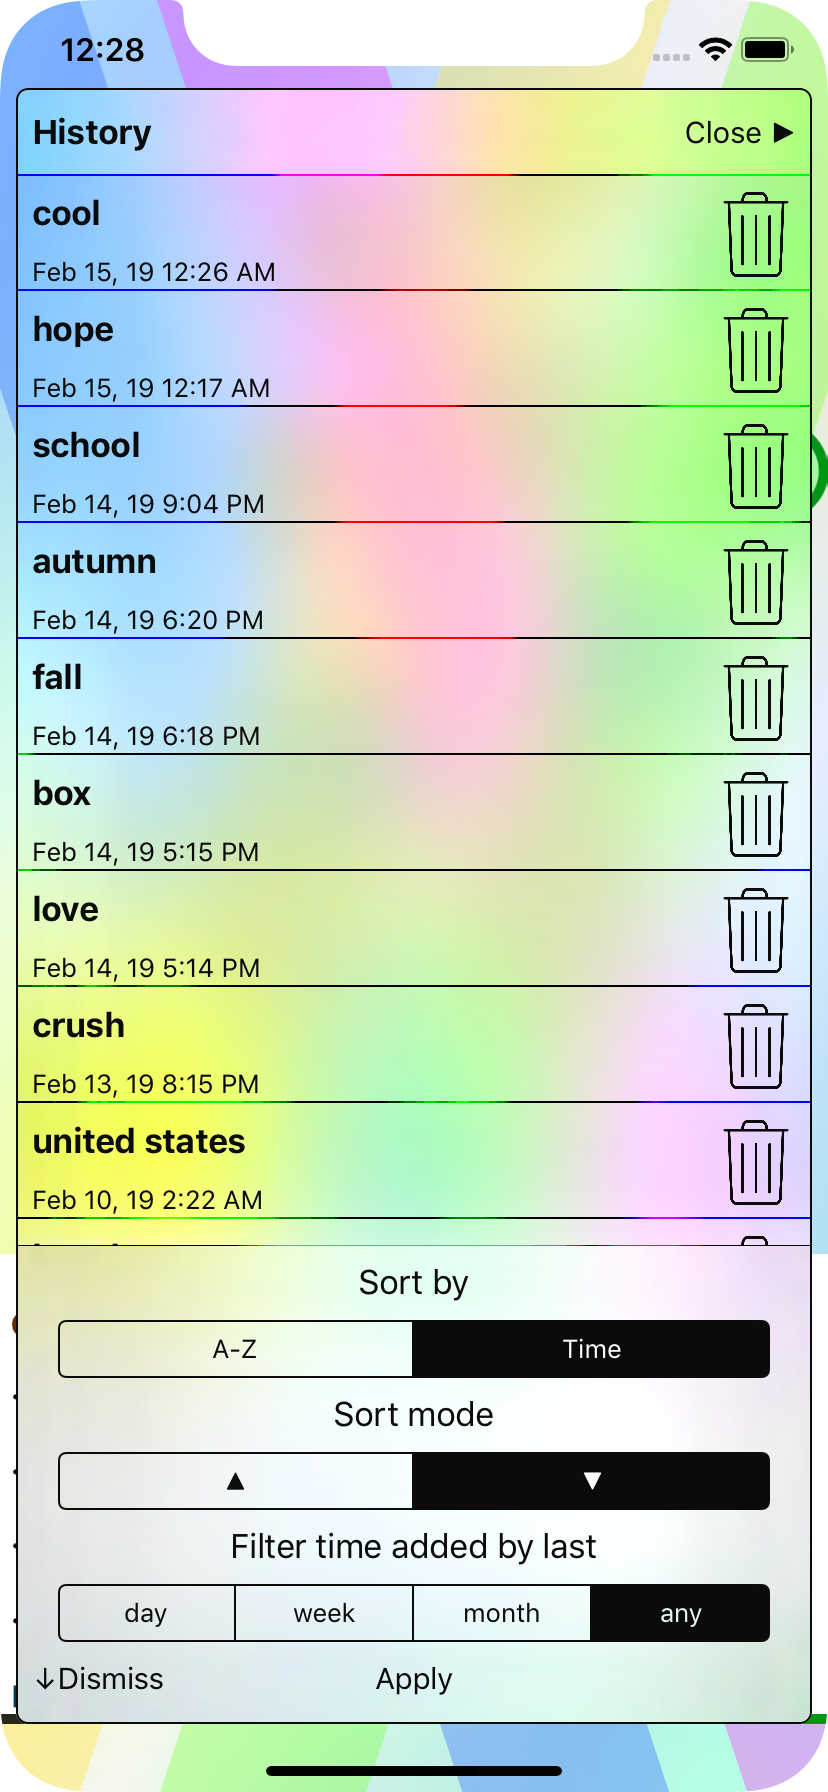 12:28
History
Close ►
cool
Feb 15, 19 12:26 AM
hope
Feb 15, 19 12:17 AM
school
Feb 14, 19 9:04 PM
autumn
Feb 14, 19 6:20 PM
fall
Feb 14, 19 6:18 PM
box
Feb 14, 19 5:15 PM
love
Feb 14, 19 5:14 PM
crush
Feb 13, 19 8:15 PM
united states
Feb 10, 19 2:22 AM
Sort by
A-Z Time
Sort mode
▲ ▼
Filter time added by last
day week month any
↓Dismiss Apply